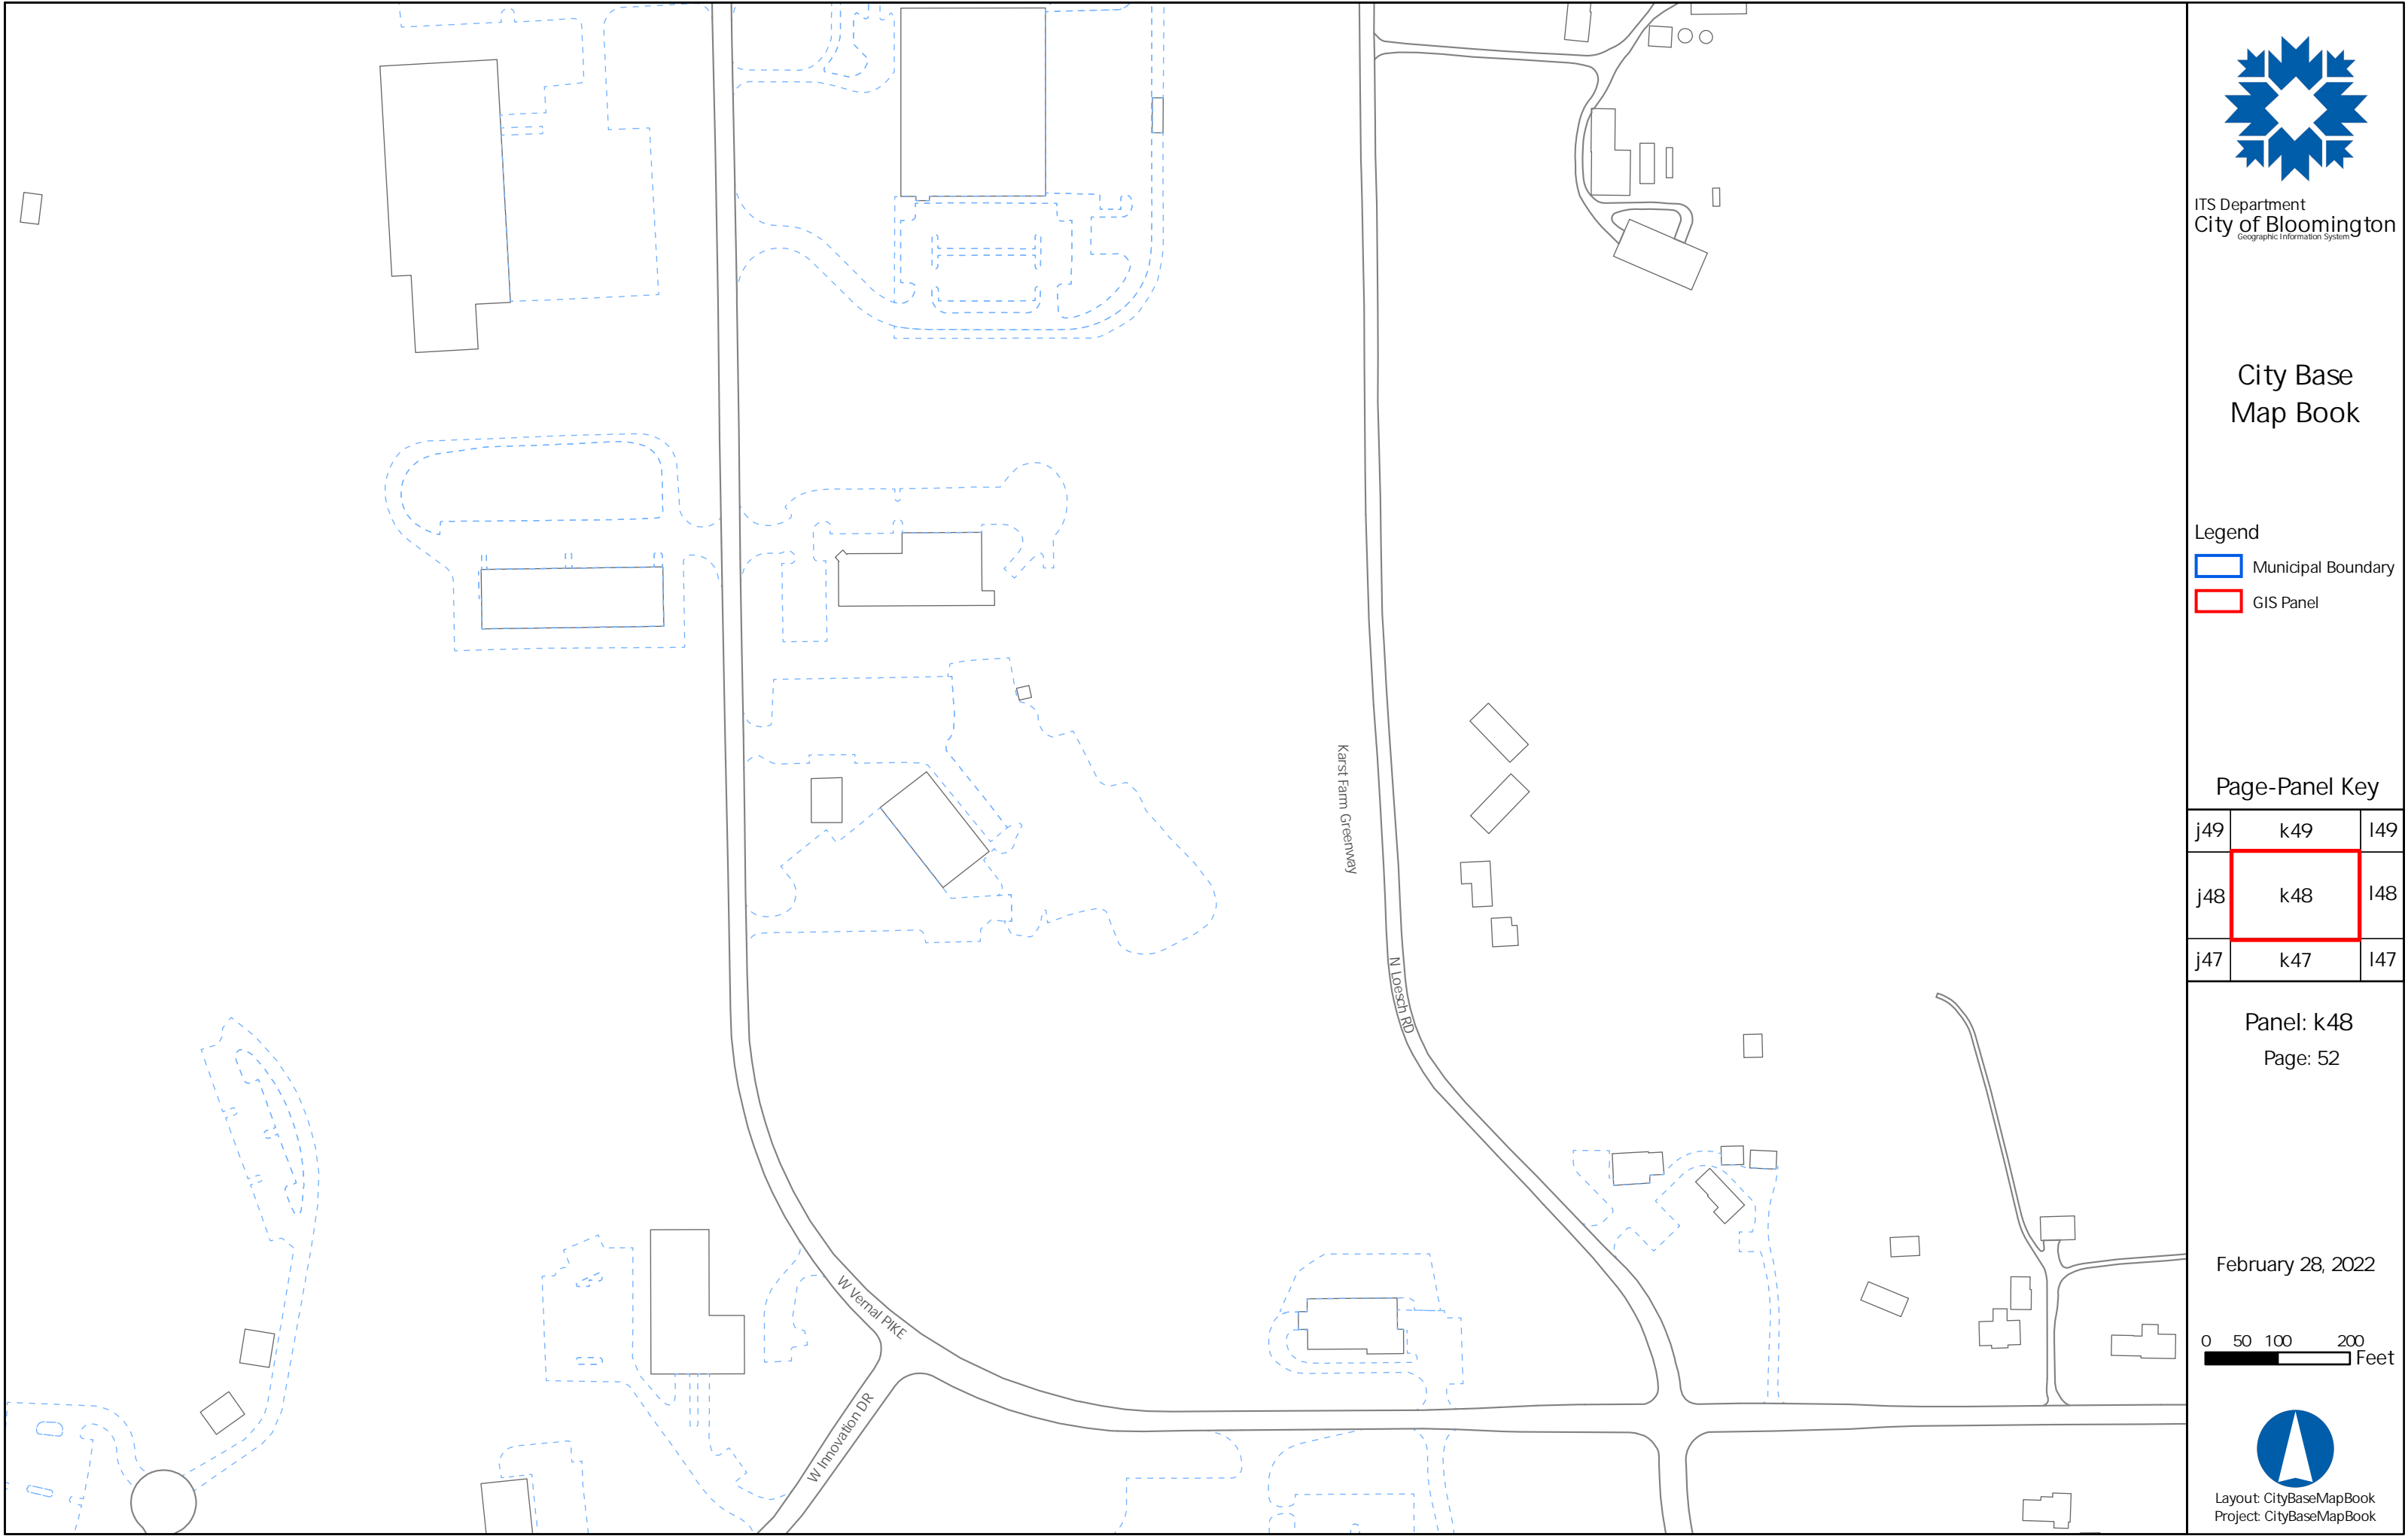 Karst Farm Greenway
N Loesch RD
W Vernal PIKE
W Innovation DR
ITS Department
City of Bloomington
Geographic Information System
City Base
Map Book
Legend
Municipal Boundary
GIS Panel
Page-Panel Key
j49 k49 l49
j48 k48 l48
j47 k47 l47
Panel: k48
Page: 52
February 28, 2022
0 50 100 200
Feet
Layout: CityBaseMapBook
Project: CityBaseMapBook